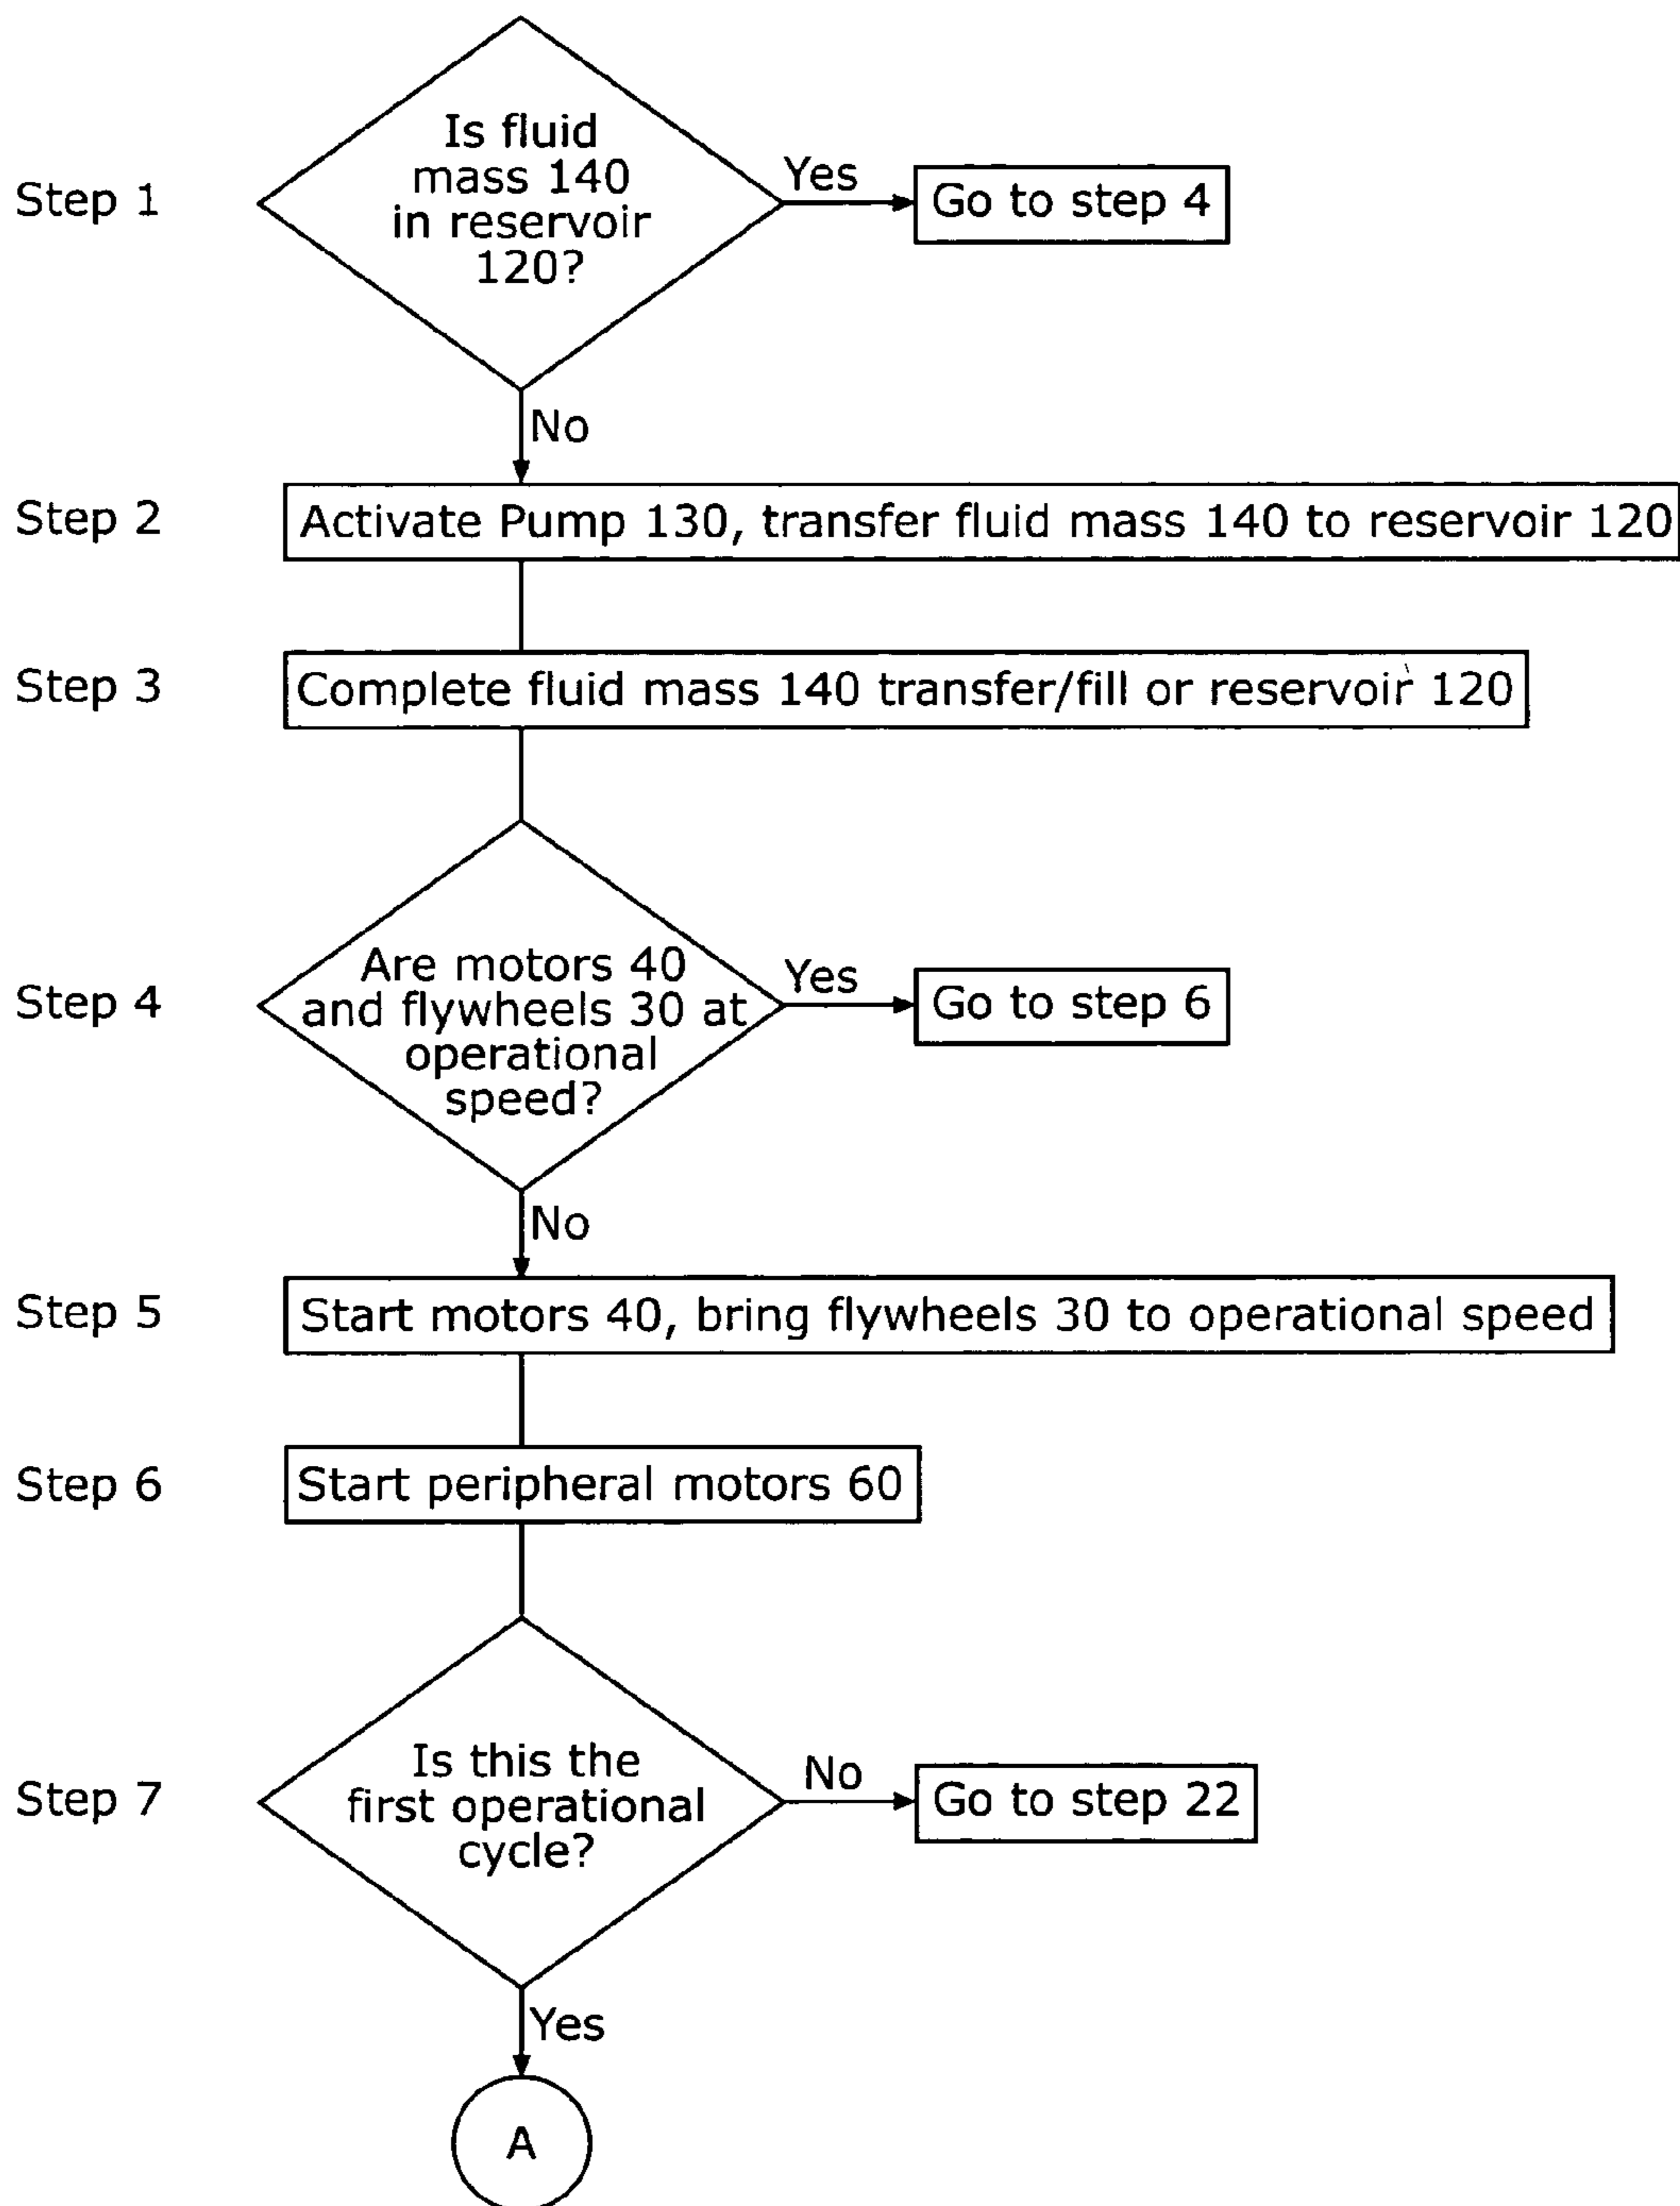 Step 1
Is fluid
mass 140
in reservoir
120?
Yes
Go to step 4
No
Step 2
Activate Pump 130, transfer fluid mass 140 to reservoir 120
Step 3
Complete fluid mass 140 transfer/fill or reservoir 120
Step 4
Are motors 40
and flywheels 30 at
operational
speed?
Yes
Go to step 6
No
Step 5
Start motors 40, bring flywheels 30 to operational speed
Step 6
Start peripheral motors 60
Step 7
Is this the
first operational
cycle?
No
Go to step 22
Yes
A